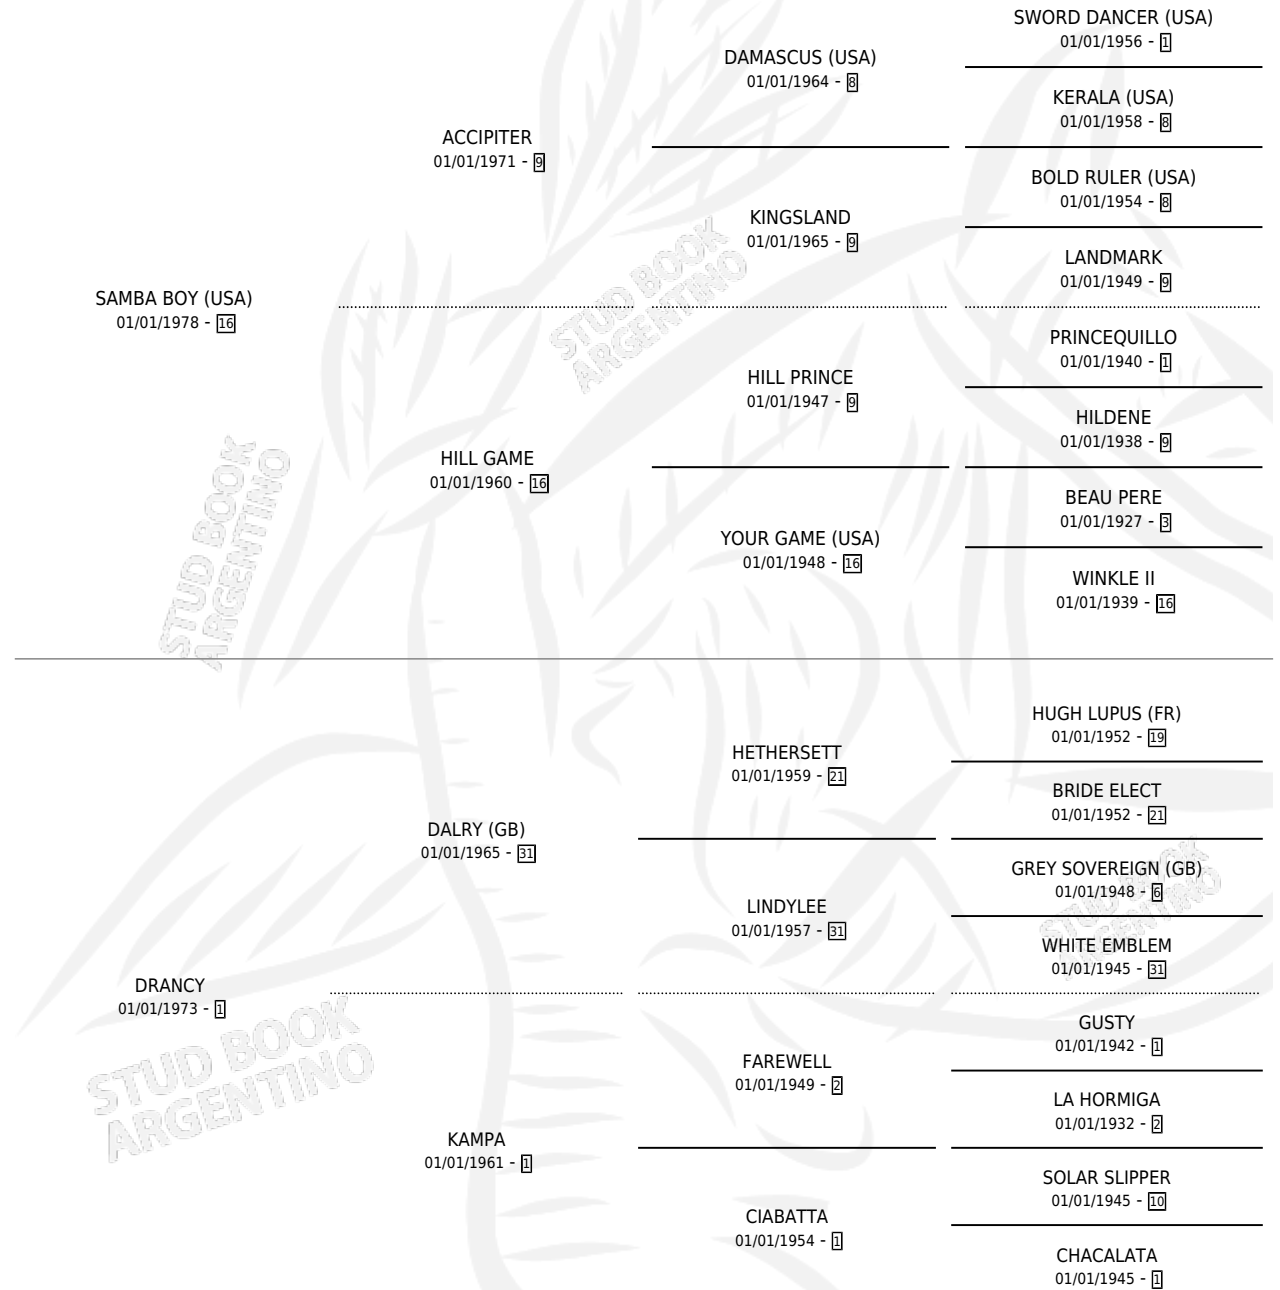 SWORD DANCER (USA)
01/01/1956 - 1
DAMASCUS (USA)
01/01/1964 - 8
KERALA (USA)
01/01/1958 - 8
ACCIPITER
01/01/1971 - 9
BOLD RULER (USA)
01/01/1954 - 8
KINGSLAND
01/01/1965 - 9
LANDMARK
01/01/1949 - 9
SAMBA BOY (USA)
01/01/1978 - 16
STUD BOOK
ARGENTINO
PRINCEQUILLO
01/01/1940 - 1
HILL PRINCE
01/01/1947 - 9
HILDENE
01/01/1938 - 9
HILL GAME
01/01/1960 - 16
BEAU PERE
01/01/1927 - 3
YOUR GAME (USA)
01/01/1948 - 16
WINKLE II
01/01/1939 - 16
STUD BOOK
ARGENTINO
HUGH LUPUS (FR)
01/01/1952 - 19
HETHERSETT
01/01/1959 - 21
BRIDE ELECT
01/01/1952 - 21
DALRY (GB)
01/01/1965 - 31
GREY SOVEREIGN (GB)
01/01/1948 - 6
LINDYLEE
01/01/1957 - 31
STUD BOOK
ARGENTINO
WHITE EMBLEM
01/01/1945 - 31
DRANCY
01/01/1973 - 1
STUD BOOK
ARGENTINO
GUSTY
01/01/1942 - 1
FAREWELL
01/01/1949 - 2
LA HORMIGA
01/01/1932 - 2
KAMPA
01/01/1961 - 1
SOLAR SLIPPER
01/01/1945 - 10
CIABATTA
01/01/1954 - 1
CHACALATA
01/01/1945 - 1